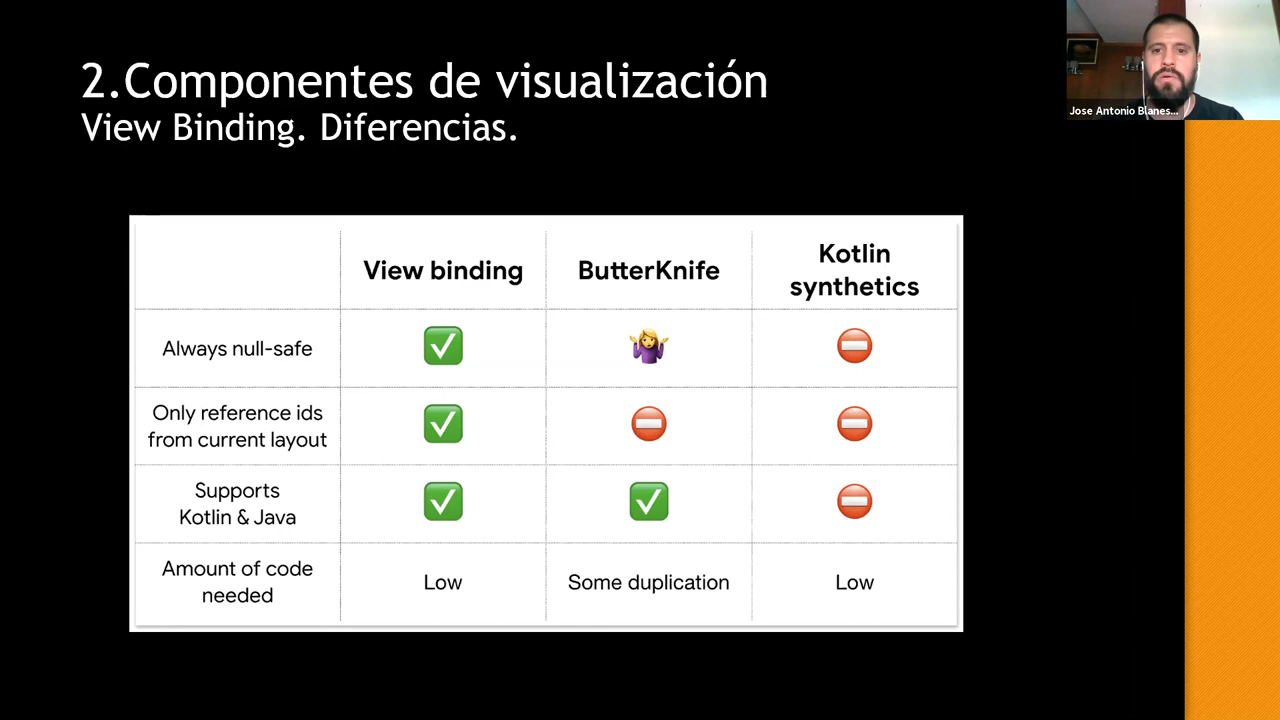 2.Componentes de visualización
View Binding. Diferencias.
Jose Antonio Blanes...
View binding
ButterKnife
Kotlin
synthetics
Always null-safe
Only reference ids
from current layout
Supports
Kotlin & Java
Amount of code
needed
Low
Some duplication
Low